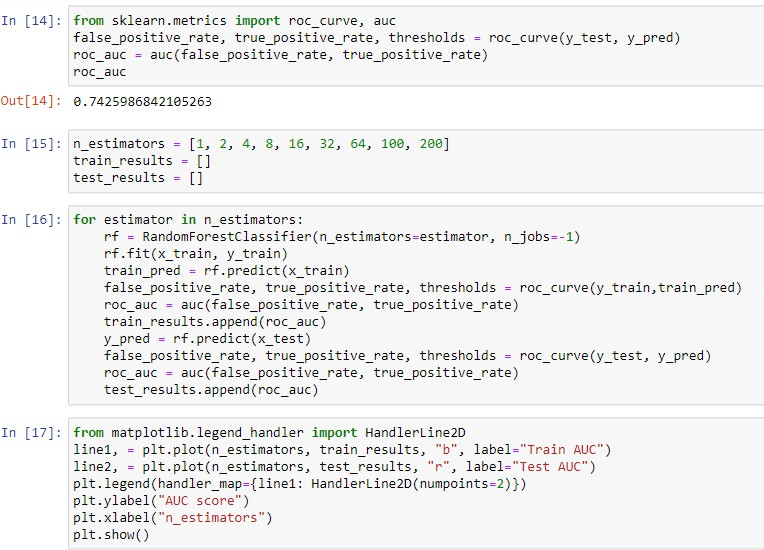 In [14]: from sklearn.metrics import roc_curve, auc
false_positive_rate, true_positive_rate, thresholds = roc_curve(y_test, y_pred)
roc_auc = auc(false_positive_rate, true_positive_rate)
roc_auc
Out[14]: 0.7425986842105263
In [15]: n_estimators = [1, 2, 4, 8, 16, 32, 64, 100, 200]
train_results = []
test_results = []
In [16]: for estimator in n_estimators:
    rf = RandomForestClassifier(n_estimators=estimator, n_jobs=-1)
    rf.fit(x_train, y_train)
    train_pred = rf.predict(x_train)
    false_positive_rate, true_positive_rate, thresholds = roc_curve(y_train,train_pred)
    roc_auc = auc(false_positive_rate, true_positive_rate)
    train_results.append(roc_auc)
    y_pred = rf.predict(x_test)
    false_positive_rate, true_positive_rate, thresholds = roc_curve(y_test, y_pred)
    roc_auc = auc(false_positive_rate, true_positive_rate)
    test_results.append(roc_auc)
In [17]: from matplotlib.legend_handler import HandlerLine2D
line1, = plt.plot(n_estimators, train_results, "b", label="Train AUC")
line2, = plt.plot(n_estimators, test_results, "r", label="Test AUC")
plt.legend(handler_map={line1: HandlerLine2D(numpoints=2)})
plt.ylabel("AUC score")
plt.xlabel("n_estimators")
plt.show()